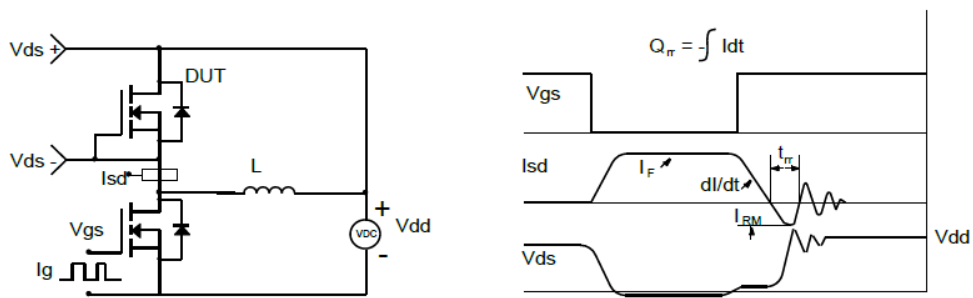 Vds +
DUT
Vds -
Isd
L
Vgs
Ig
+
VDC
Vdd
-
Qrr = -∫ Idt
Vgs
Isd
IF
dI/dt
trr
IRM
Vdd
Vds